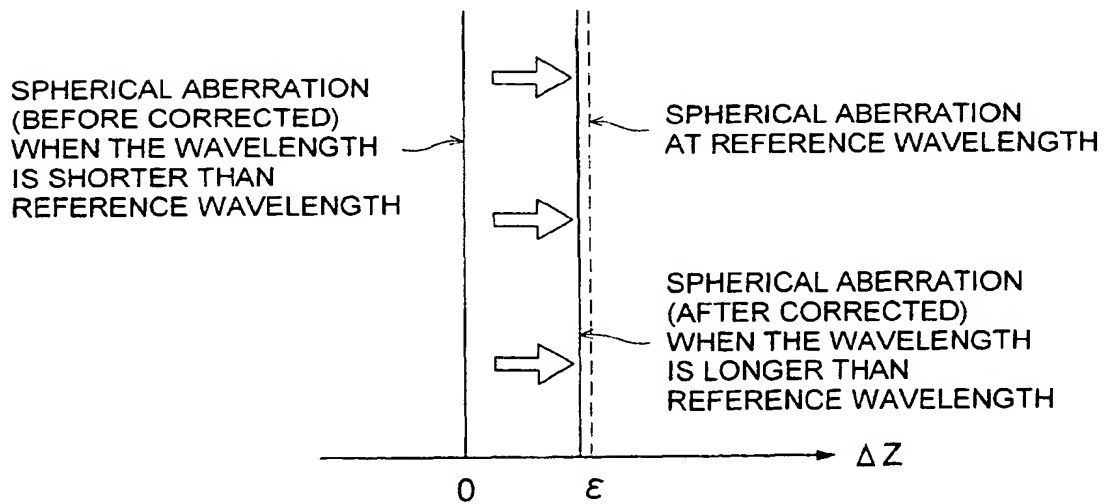 SPHERICAL ABERRATION
(BEFORE CORRECTED)
WHEN THE WAVELENGTH
IS SHORTER THAN
REFERENCE WAVELENGTH
SPHERICAL ABERRATION
AT REFERENCE WAVELENGTH
SPHERICAL ABERRATION
(AFTER CORRECTED)
WHEN THE WAVELENGTH
IS LONGER THAN
REFERENCE WAVELENGTH
ΔZ
0
ε